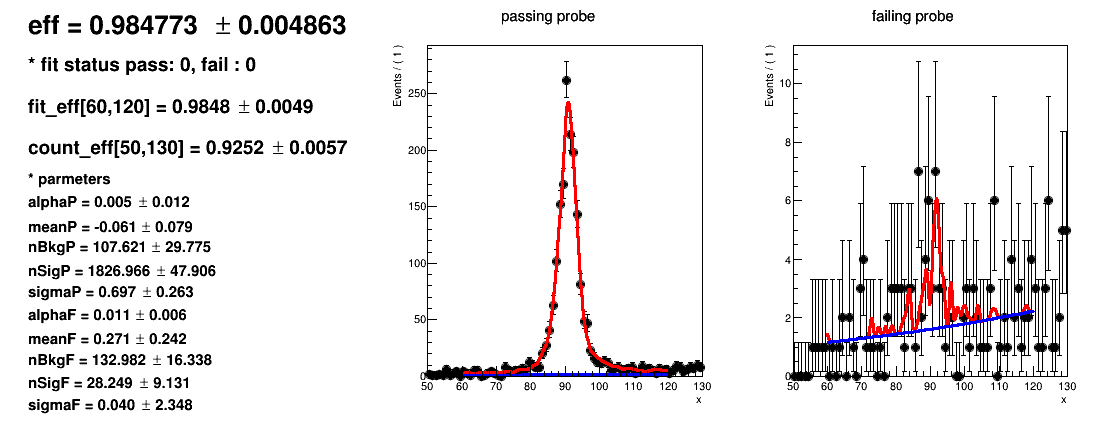 eff = 0.984773 ± 0.004863
* fit status pass: 0, fail : 0
fit_eff[60,120] = 0.9848 ± 0.0049
count_eff[50,130] = 0.9252 ± 0.0057
* parmeters
alphaP = 0.005 ± 0.012
meanP = -0.061 ± 0.079
nBkgP = 107.621 ± 29.775
nSigP = 1826.966 ± 47.906
sigmaP = 0.697 ± 0.263
alphaF = 0.011 ± 0.006
meanF = 0.271 ± 0.242
nBkgF = 132.982 ± 16.338
nSigF = 28.249 ± 9.131
sigmaF = 0.040 ± 2.348
passing probe
Events / ( 1 )
250
200
150
100
50
0
50 60 70 80 90 100 110 120 130
x
failing probe
Events / ( 1 )
10
8
6
4
2
0
50 60 70 80 90 100 110 120 130
x